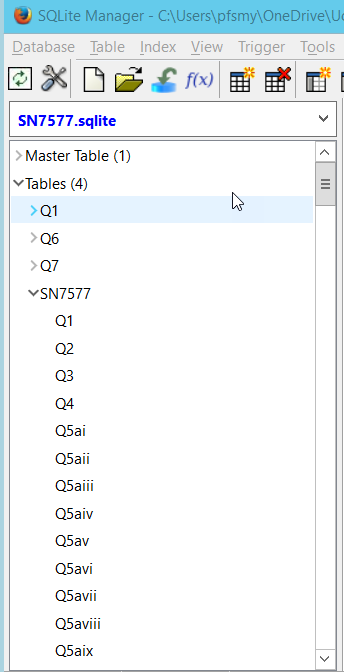 SQLite Manager - C:\Users\pfsmy\OneDrive\Ud
Database Table Index View Trigger Tools
f(x)
SN7577.sqlite
Master Table (1)
Tables (4)
Q1
Q6
Q7
SN7577
Q1
Q2
Q3
Q4
Q5ai
Q5aii
Q5aiii
Q5aiv
Q5av
Q5avi
Q5avii
Q5aviii
Q5aix